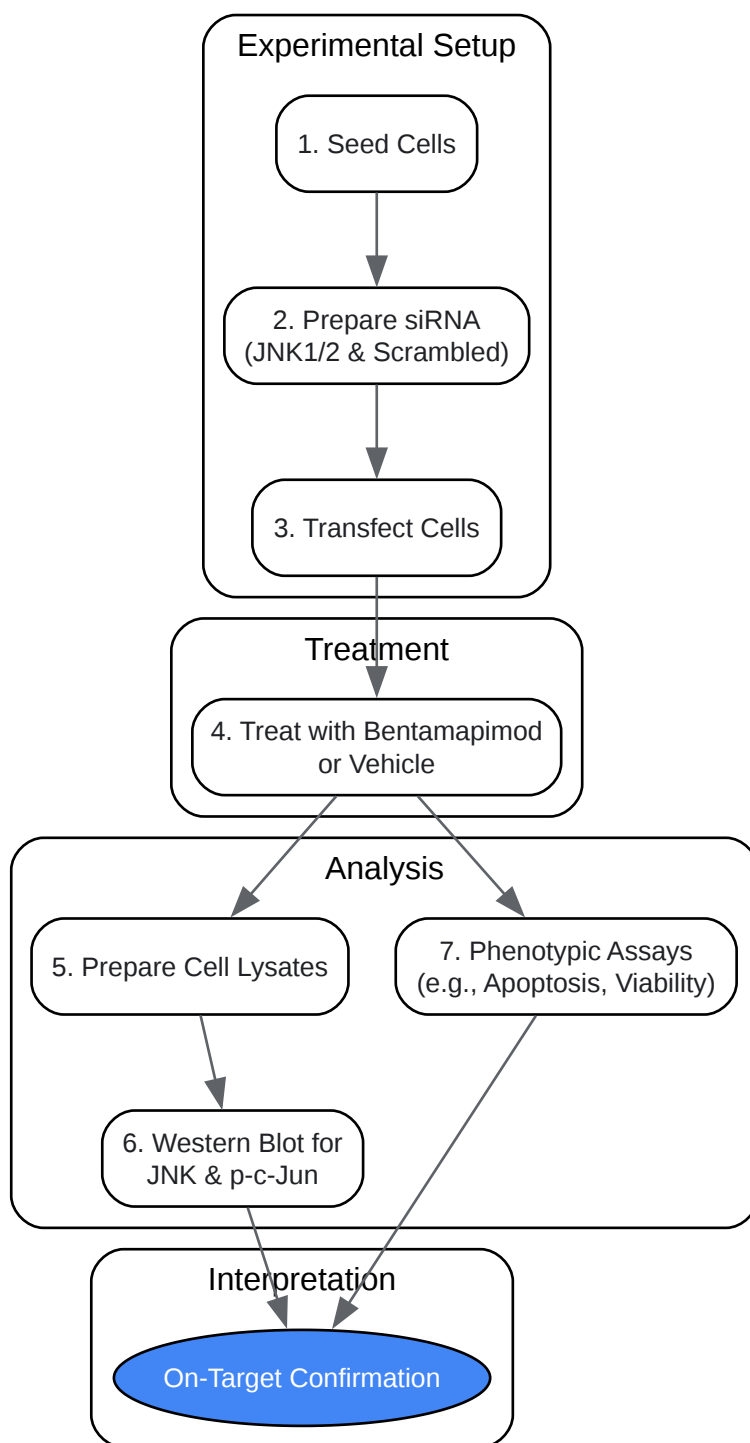 Experimental Setup
1. Seed Cells
2. Prepare siRNA
(JNK1/2 & Scrambled)
3. Transfect Cells
Treatment
4. Treat with Bentamapimod
or Vehicle
Analysis
5. Prepare Cell Lysates
7. Phenotypic Assays
(e.g., Apoptosis, Viability)
6. Western Blot for
JNK & p-c-Jun
Interpretation
On-Target Confirmation